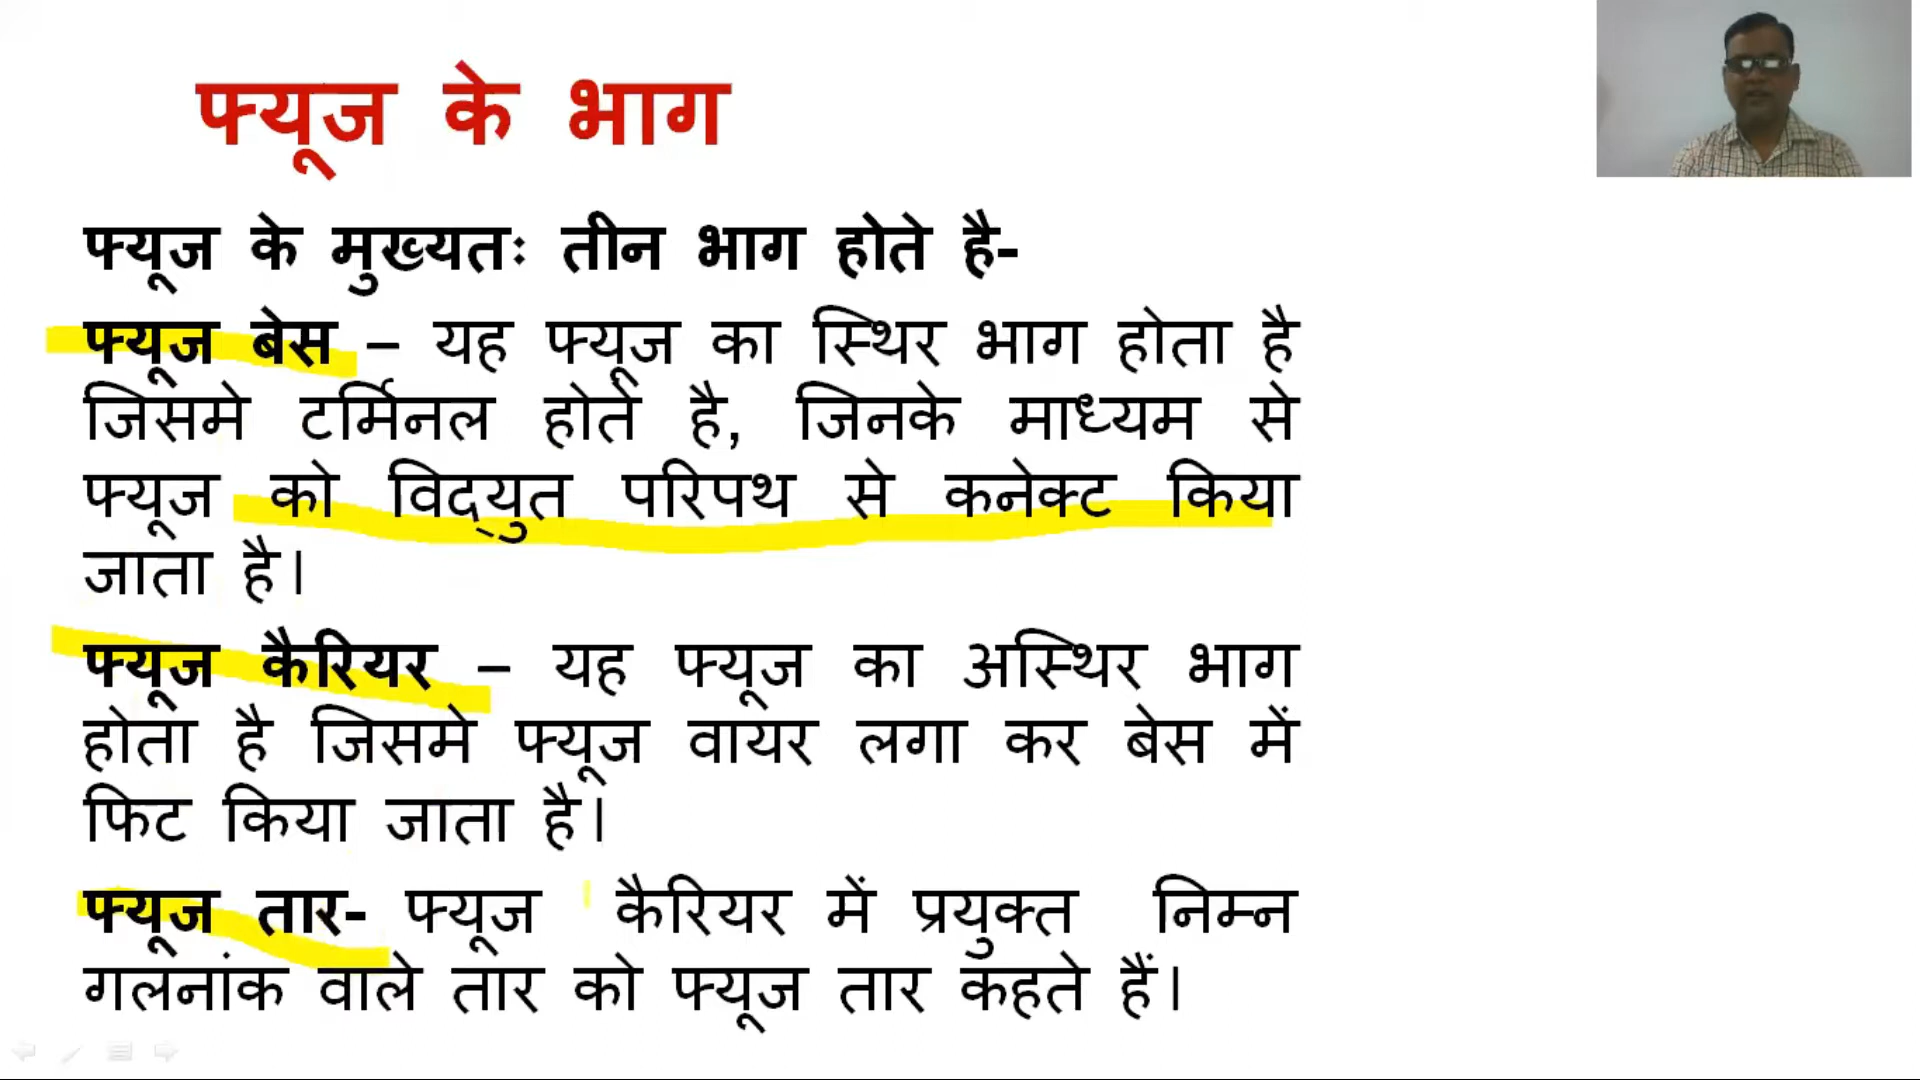 फ्यूज के भाग
फ्यूज के मुख्यतः तीन भाग होते है-
फ्यूज बेस – यह फ्यूज का स्थिर भाग होता है
जिसमे टर्मिनल होते है, जिनके माध्यम से
फ्यूज को विद्युत परिपथ से कनेक्ट किया
जाता है।
फ्यूज कैरियर – यह फ्यूज का अस्थिर भाग
होता है जिसमे फ्यूज वायर लगा कर बेस में
फिट किया जाता है।
फ्यूज तार- फ्यूज कैरियर में प्रयुक्त निम्न
गलनांक वाले तार को फ्यूज तार कहते हैं।